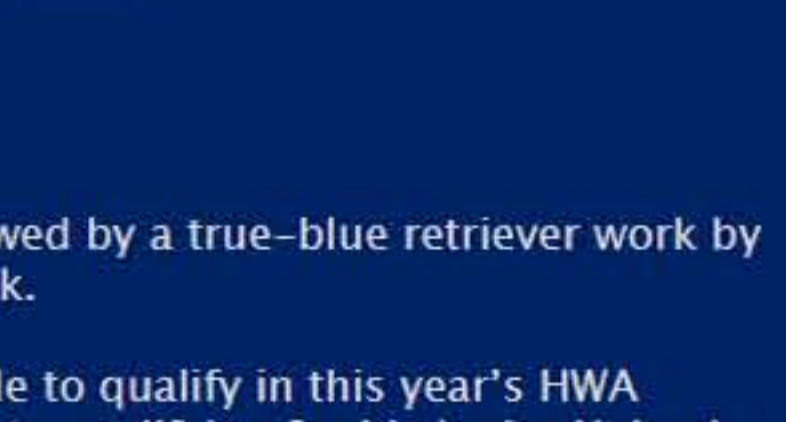 wed by a true-blue retriever work by
k.
le to qualify in this year's HWA